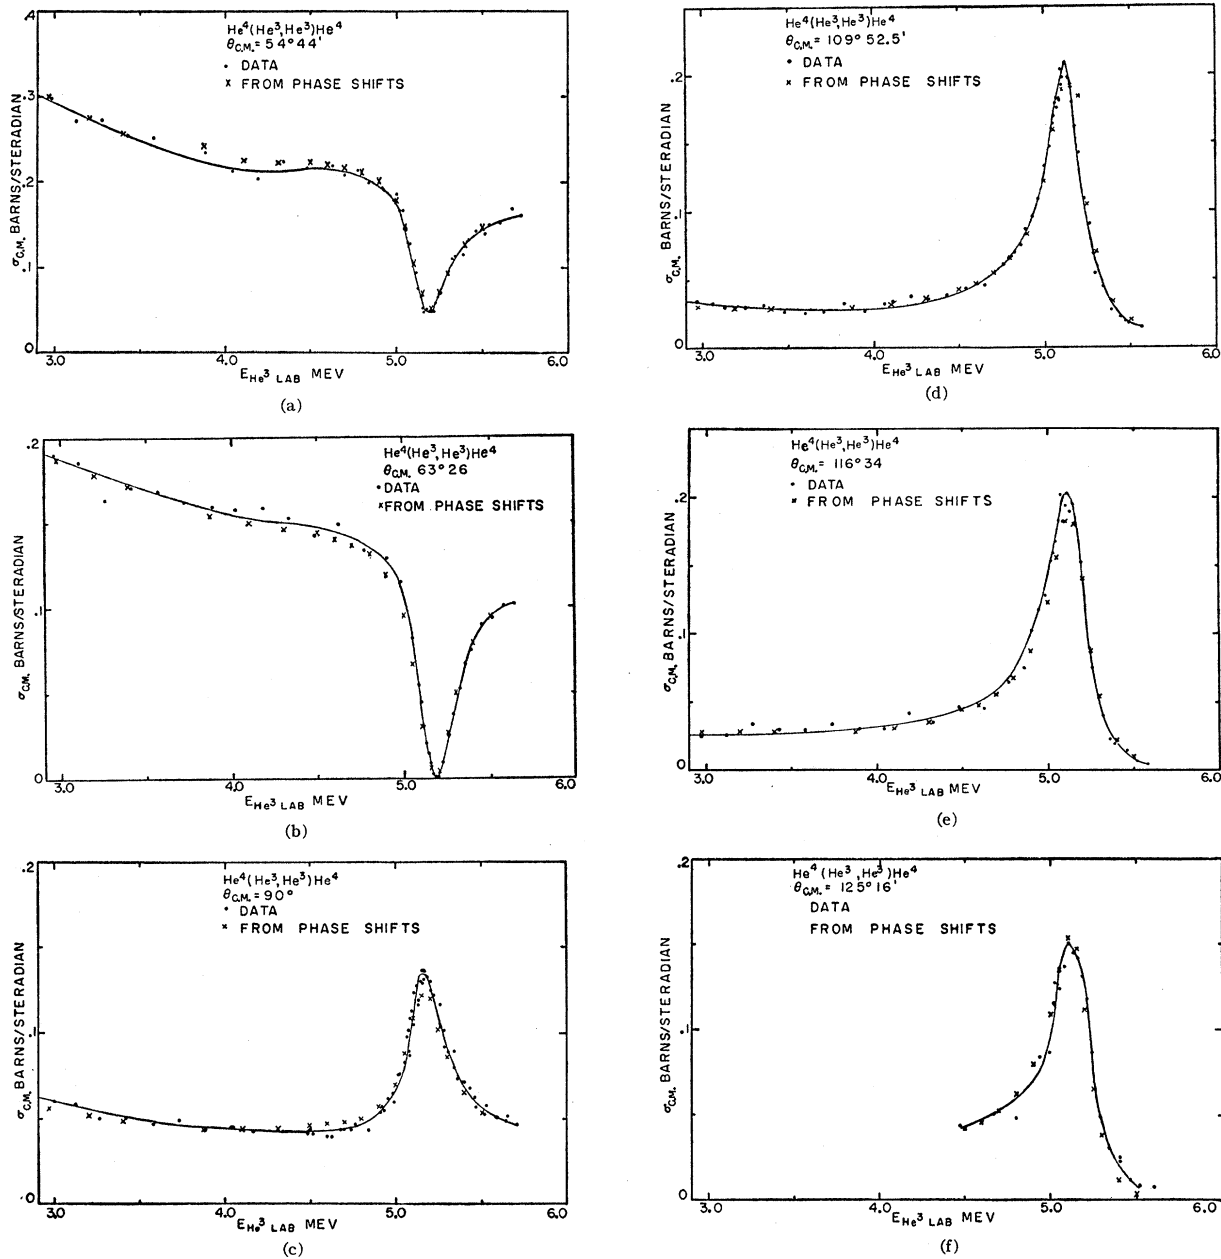 He⁴(He³,He³)He⁴
θC.M. = 54°44'
• DATA
x FROM PHASE SHIFTS
σC.M. BARNS/STERADIAN
.4
.3
.2
.1
0
3.0 4.0 5.0 6.0
EHe³ LAB MEV
(a)
He⁴(He³,He³)He⁴
θC.M. 63°26
• DATA
x FROM PHASE SHIFTS
σC.M. BARNS/STERADIAN
.2
.1
0
3.0 4.0 5.0 6.0
EHe³ LAB MEV
(b)
He⁴(He³,He³)He⁴
θC.M. = 90°
• DATA
x FROM PHASE SHIFTS
σC.M. BARNS/STERADIAN
.2
.1
0
3.0 4.0 5.0 6.0
EHe³ LAB MEV
(c)
He⁴(He³,He³)He⁴
θC.M. = 109° 52.5'
• DATA
x FROM PHASE SHIFTS
σC.M. BARNS/STERADIAN
.2
.1
0
3.0 4.0 5.0 6.0
EHe³ LAB MEV
(d)
He⁴(He³,He³)He⁴
θC.M. = 116°34
• DATA
x FROM PHASE SHIFTS
σC.M. BARNS/STERADIAN
.2
.1
0
3.0 4.0 5.0 6.0
EHe³ LAB MEV
(e)
He⁴(He³,He³)He⁴
θC.M. = 125°16'
DATA
FROM PHASE SHIFTS
σC.M. BARNS/STERADIAN
.2
.1
0
3.0 4.0 5.0 6.0
EHe³ LAB MEV
(f)